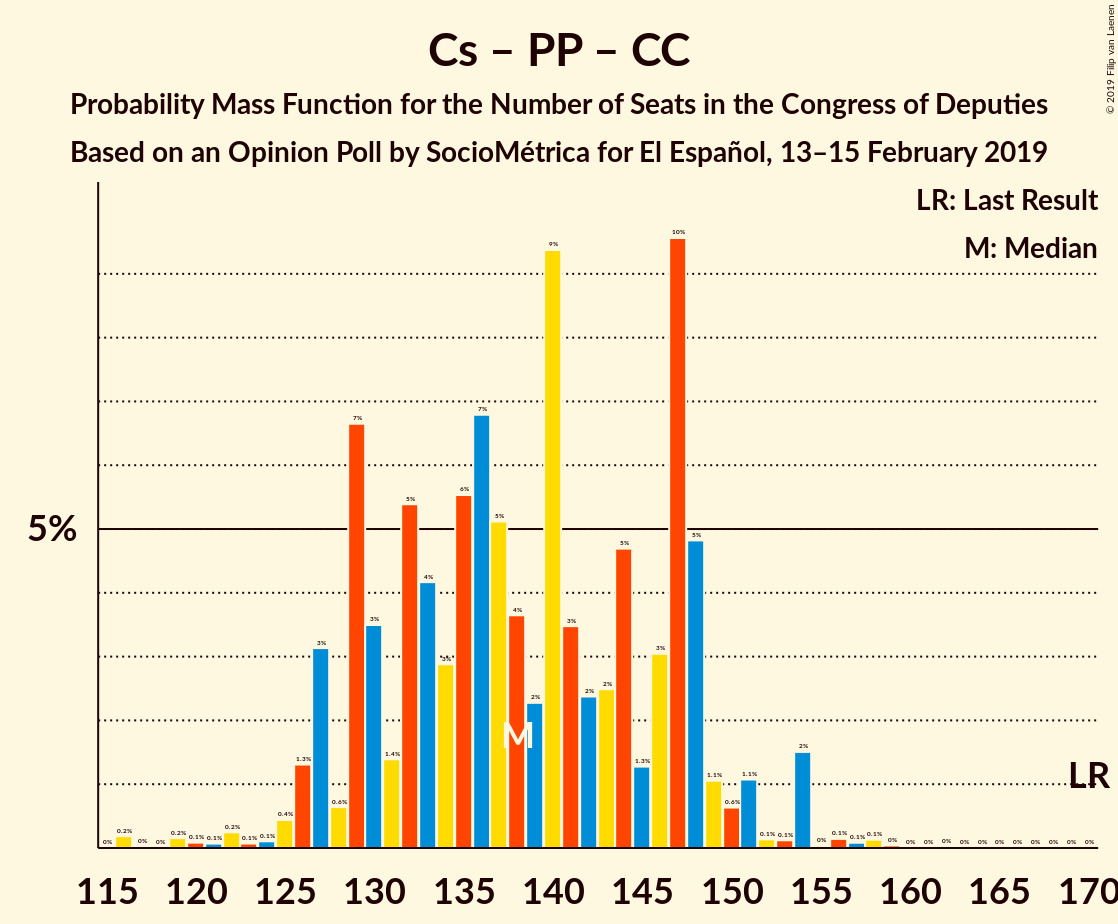 Cs – PP – CC
Probability Mass Function for the Number of Seats in the Congress of Deputies
Based on an Opinion Poll by SocioMétrica for El Español, 13–15 February 2019
© 2019 Filip van Laenen
LR: Last Result
M: Median
5%
0% 0.2% 0% 0% 0.2% 0.1% 0.1% 0.2% 0.1% 0.1% 0.4% 1.3% 3% 0.6% 7% 3% 1.4% 5% 4% 3% 6% 7% 5% 4% 2% 9% 3% 2% 2% 5% 1.3% 3% 10% 5% 1.1% 0.6% 1.1% 0.1% 0.1% 2% 0% 0.1% 0.1% 0.1% 0% 0% 0% 0% 0% 0% 0% 0% 0% 0% 0% 0%
M
LR
115 120 125 130 135 140 145 150 155 160 165 170